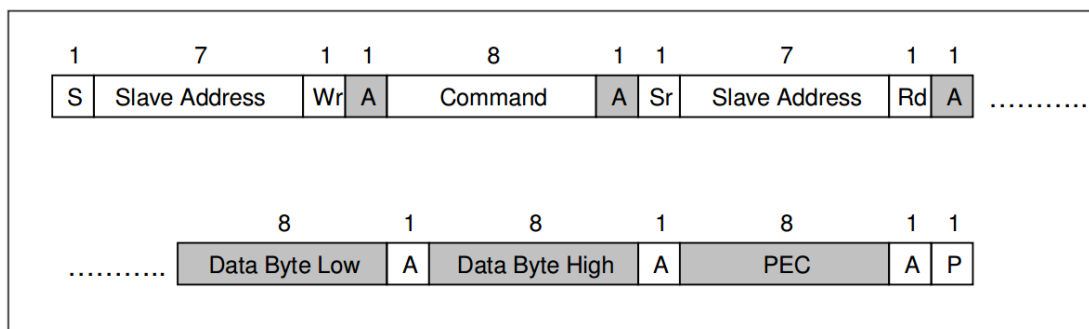 1 7 1 1 8 1 1 7 1 1
S Slave Address Wr A Command A Sr Slave Address Rd A ...........
8 1 8 1 8 1 1
........... Data Byte Low A Data Byte High A PEC A P